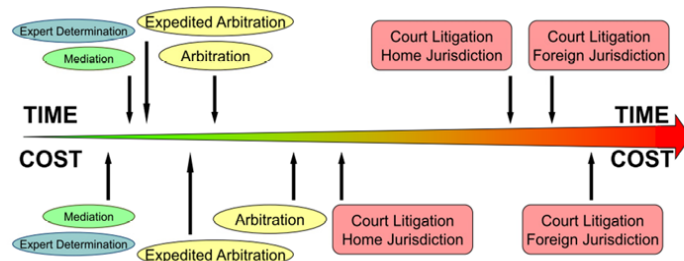 Expert Determination
Mediation
Expedited Arbitration
Arbitration
Court Litigation
Home Jurisdiction
Court Litigation
Foreign Jurisdiction
TIME
TIME
COST
COST
Mediation
Expert Determination
Expedited Arbitration
Arbitration
Court Litigation
Home Jurisdiction
Court Litigation
Foreign Jurisdiction